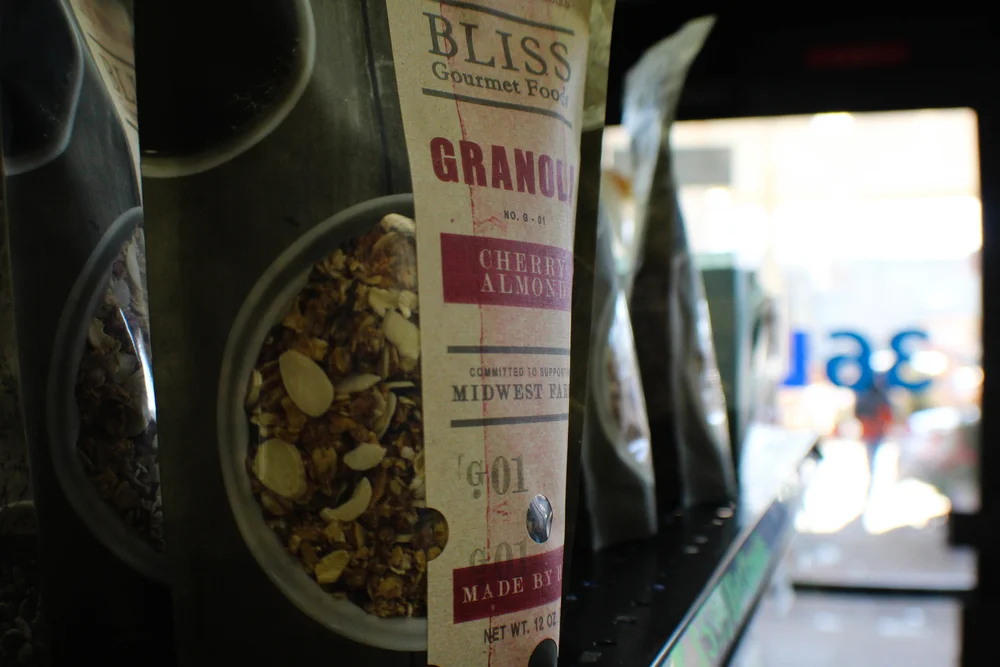 BLISS
Gourmet Foods
GRANOL
NO. G - 01
CHERRY
ALMOND
COMMITTED TO SUPPORT
MIDWEST FAR
G01
G01
MADE BY
NET WT. 12 OZ